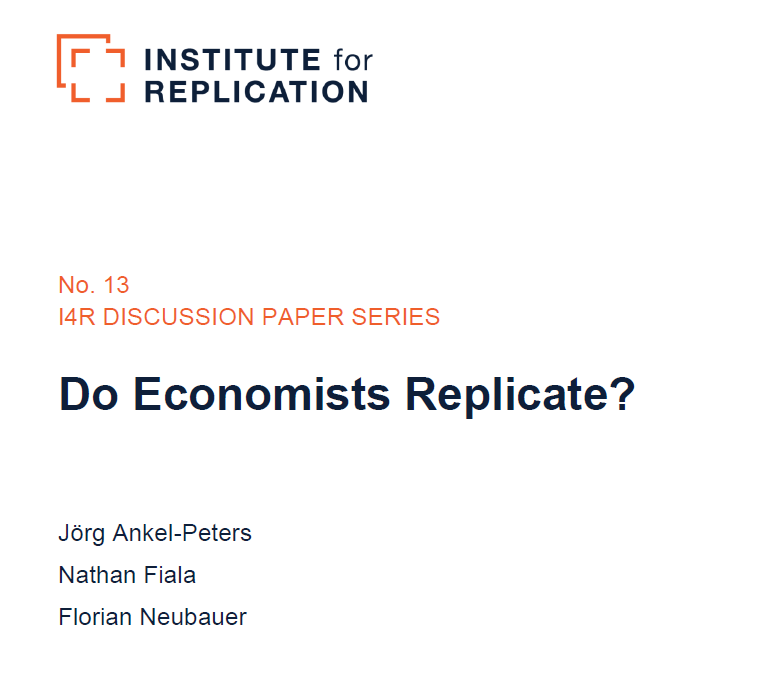 INSTITUTE for
REPLICATION
No. 13
I4R DISCUSSION PAPER SERIES
Do Economists Replicate?
Jörg Ankel-Peters
Nathan Fiala
Florian Neubauer